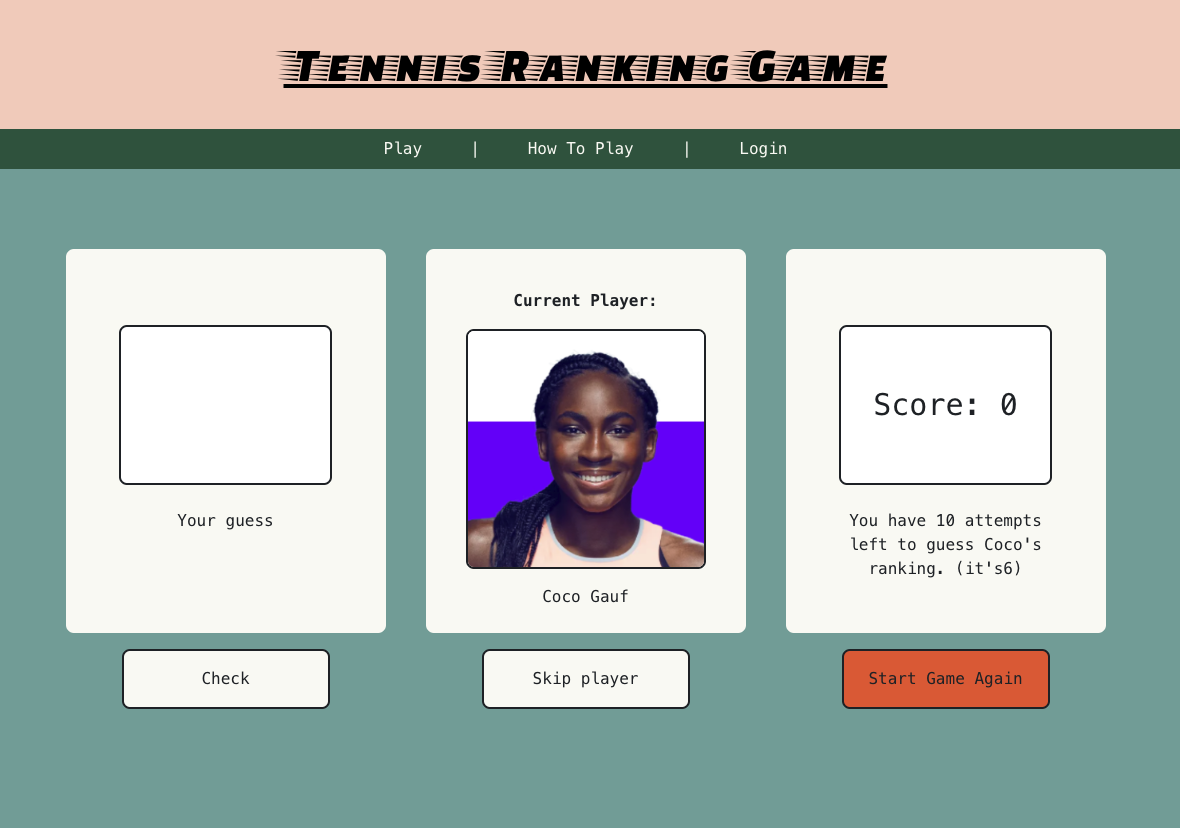 Tennis Ranking Game
Play | How To Play | Login
Your guess
Current Player:
Coco Gauf
Score: 0
You have 10 attempts
left to guess Coco's
ranking. (it's6)
Check
Skip player
Start Game Again